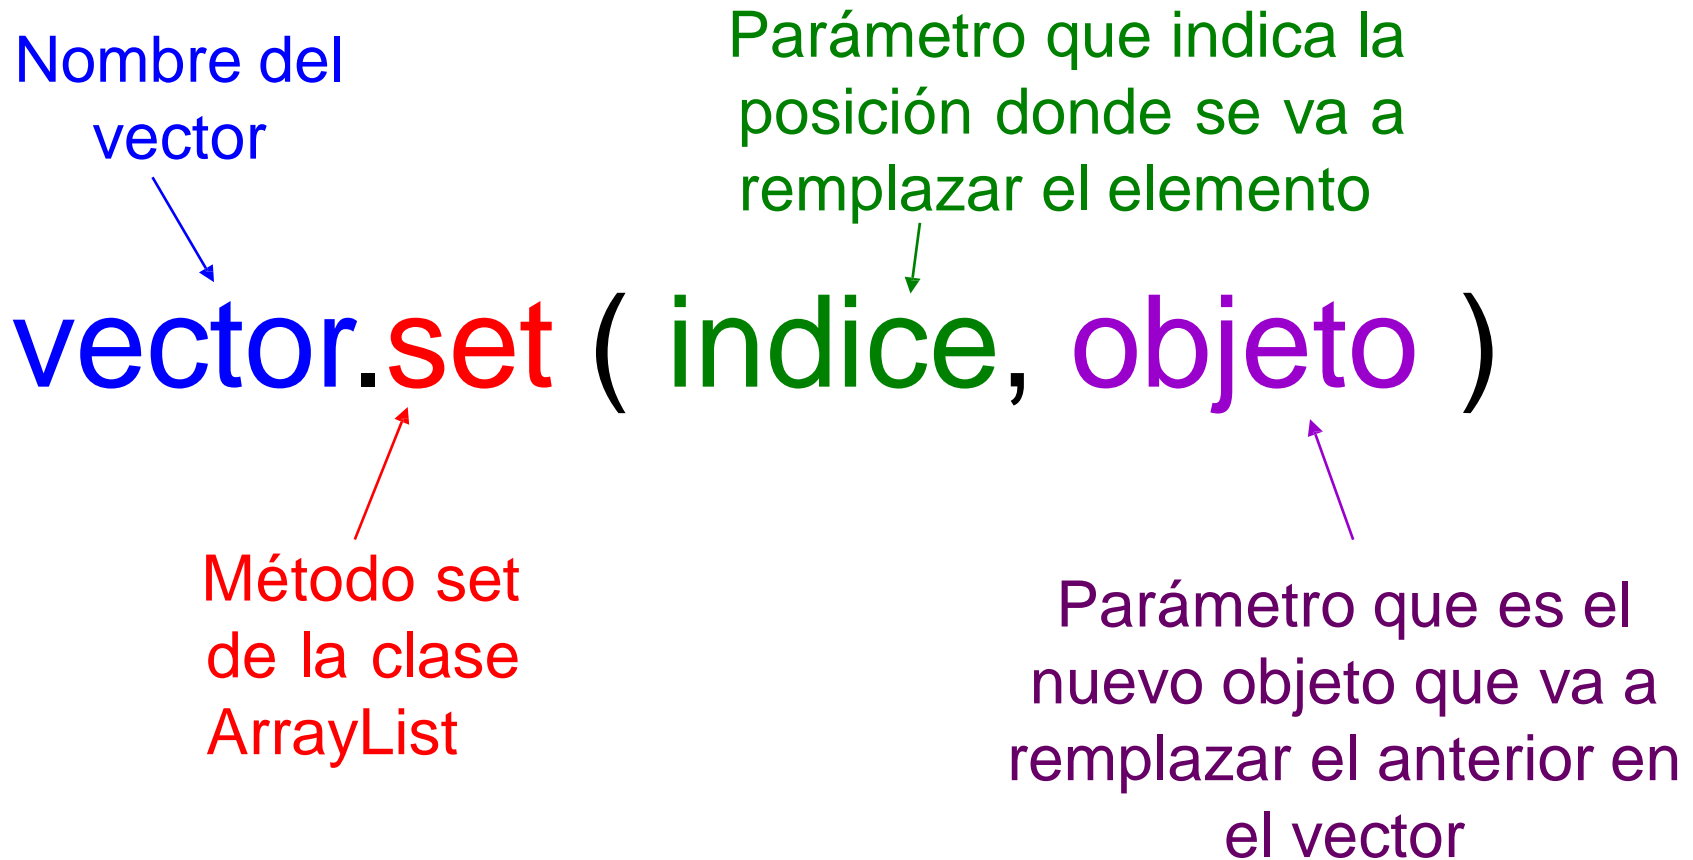 Nombre del
vector
Parámetro que indica la
posición donde se va a
remplazar el elemento
vector.set ( indice, objeto )
Método set
de la clase
ArrayList
Parámetro que es el
nuevo objeto que va a
remplazar el anterior en
el vector